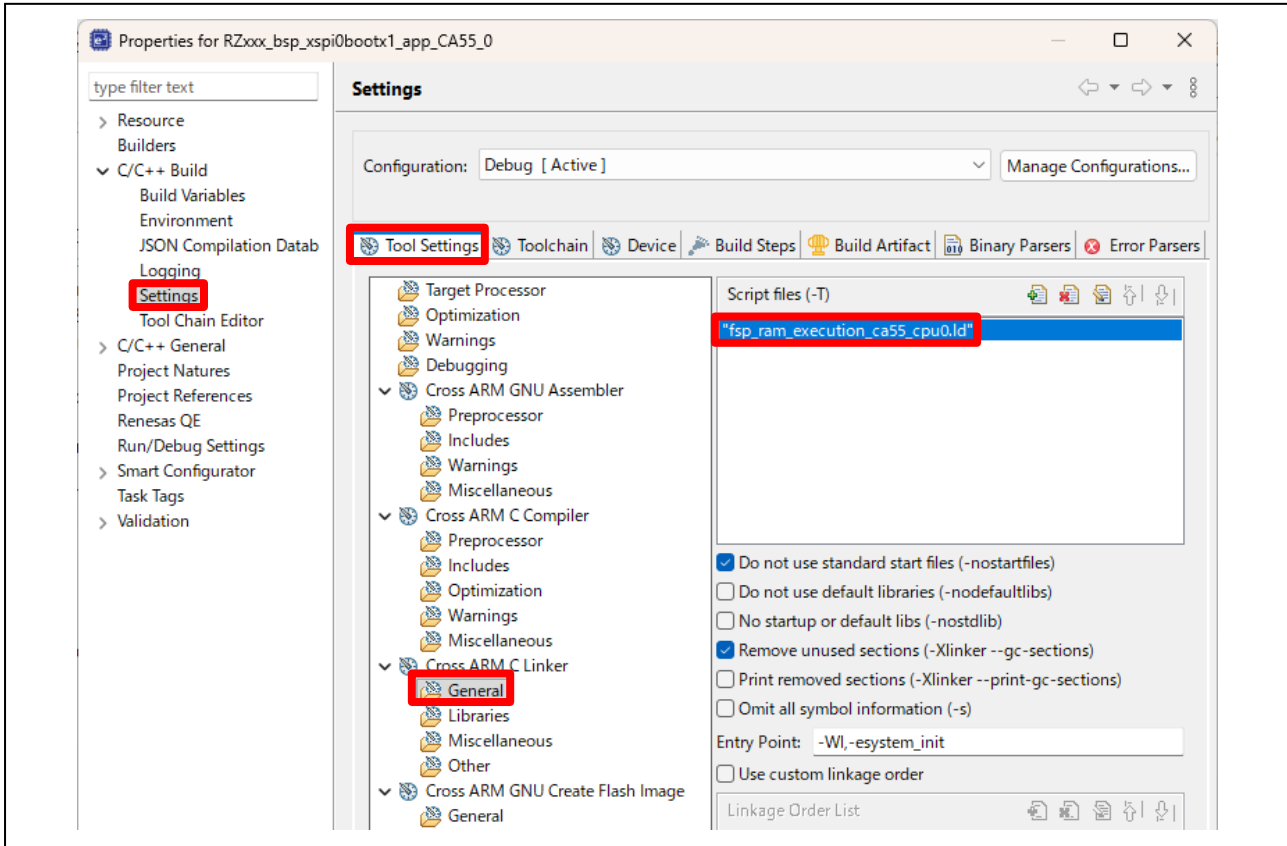 Properties for RZxxx_bsp_xspi0bootx1_app_CA55_0
type filter text
Resource
Builders
C/C++ Build
Build Variables
Environment
JSON Compilation Datab
Logging
Settings
Tool Chain Editor
C/C++ General
Project Natures
Project References
Renesas QE
Run/Debug Settings
Smart Configurator
Task Tags
Validation
Settings
Configuration: Debug [ Active ]
Manage Configurations...
Tool Settings Toolchain Device Build Steps Build Artifact Binary Parsers Error Parsers
Target Processor
Optimization
Warnings
Debugging
Cross ARM GNU Assembler
Preprocessor
Includes
Warnings
Miscellaneous
Cross ARM C Compiler
Preprocessor
Includes
Optimization
Warnings
Miscellaneous
Cross ARM C Linker
General
Libraries
Miscellaneous
Other
Cross ARM GNU Create Flash Image
General
Script files (-T)
"fsp_ram_execution_ca55_cpu0.ld"
Do not use standard start files (-nostartfiles)
Do not use default libraries (-nodefaultlibs)
No startup or default libs (-nostdlib)
Remove unused sections (-Xlinker --gc-sections)
Print removed sections (-Xlinker --print-gc-sections)
Omit all symbol information (-s)
Entry Point: -Wl,-esystem_init
Use custom linkage order
Linkage Order List